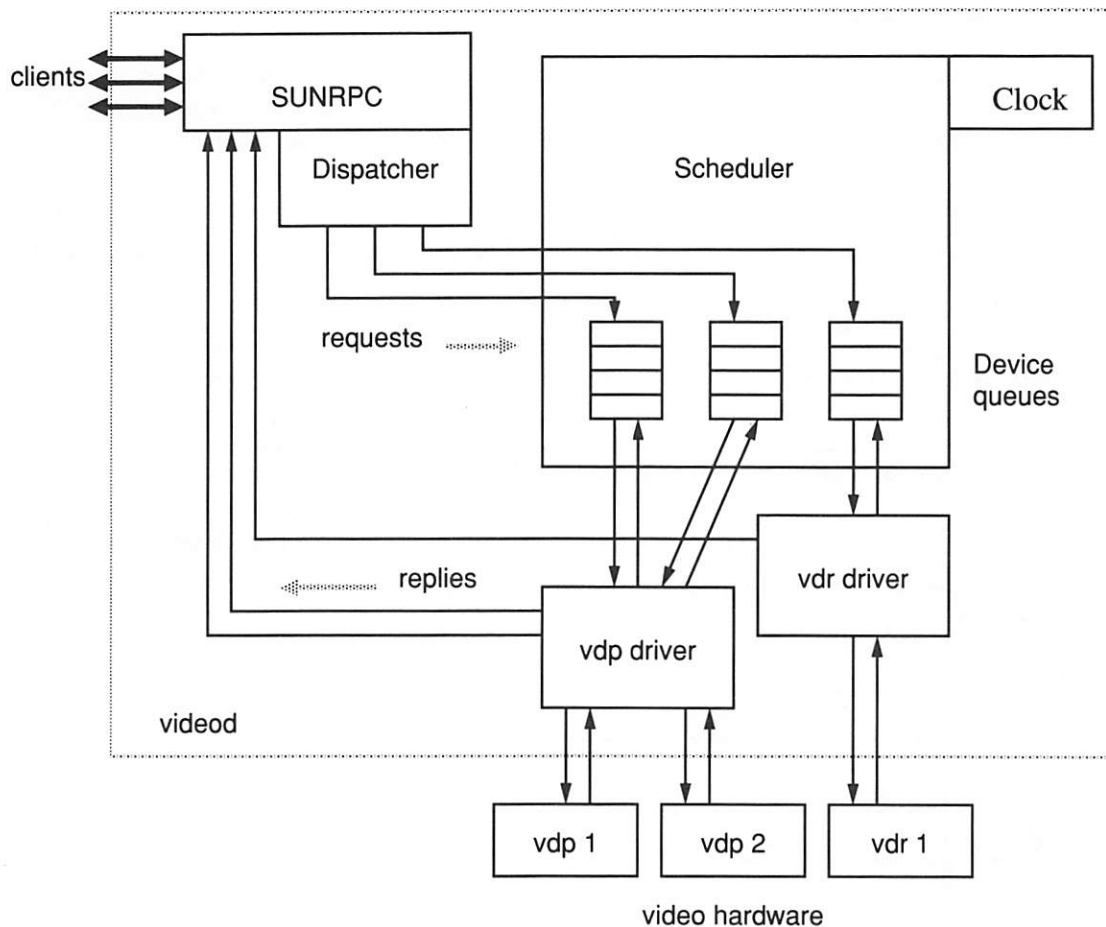 clients
SUNRPC
Dispatcher
Scheduler
Clock
requests
Device
queues
replies
vdr driver
vdp driver
videod
vdp 1
vdp 2
vdr 1
video hardware